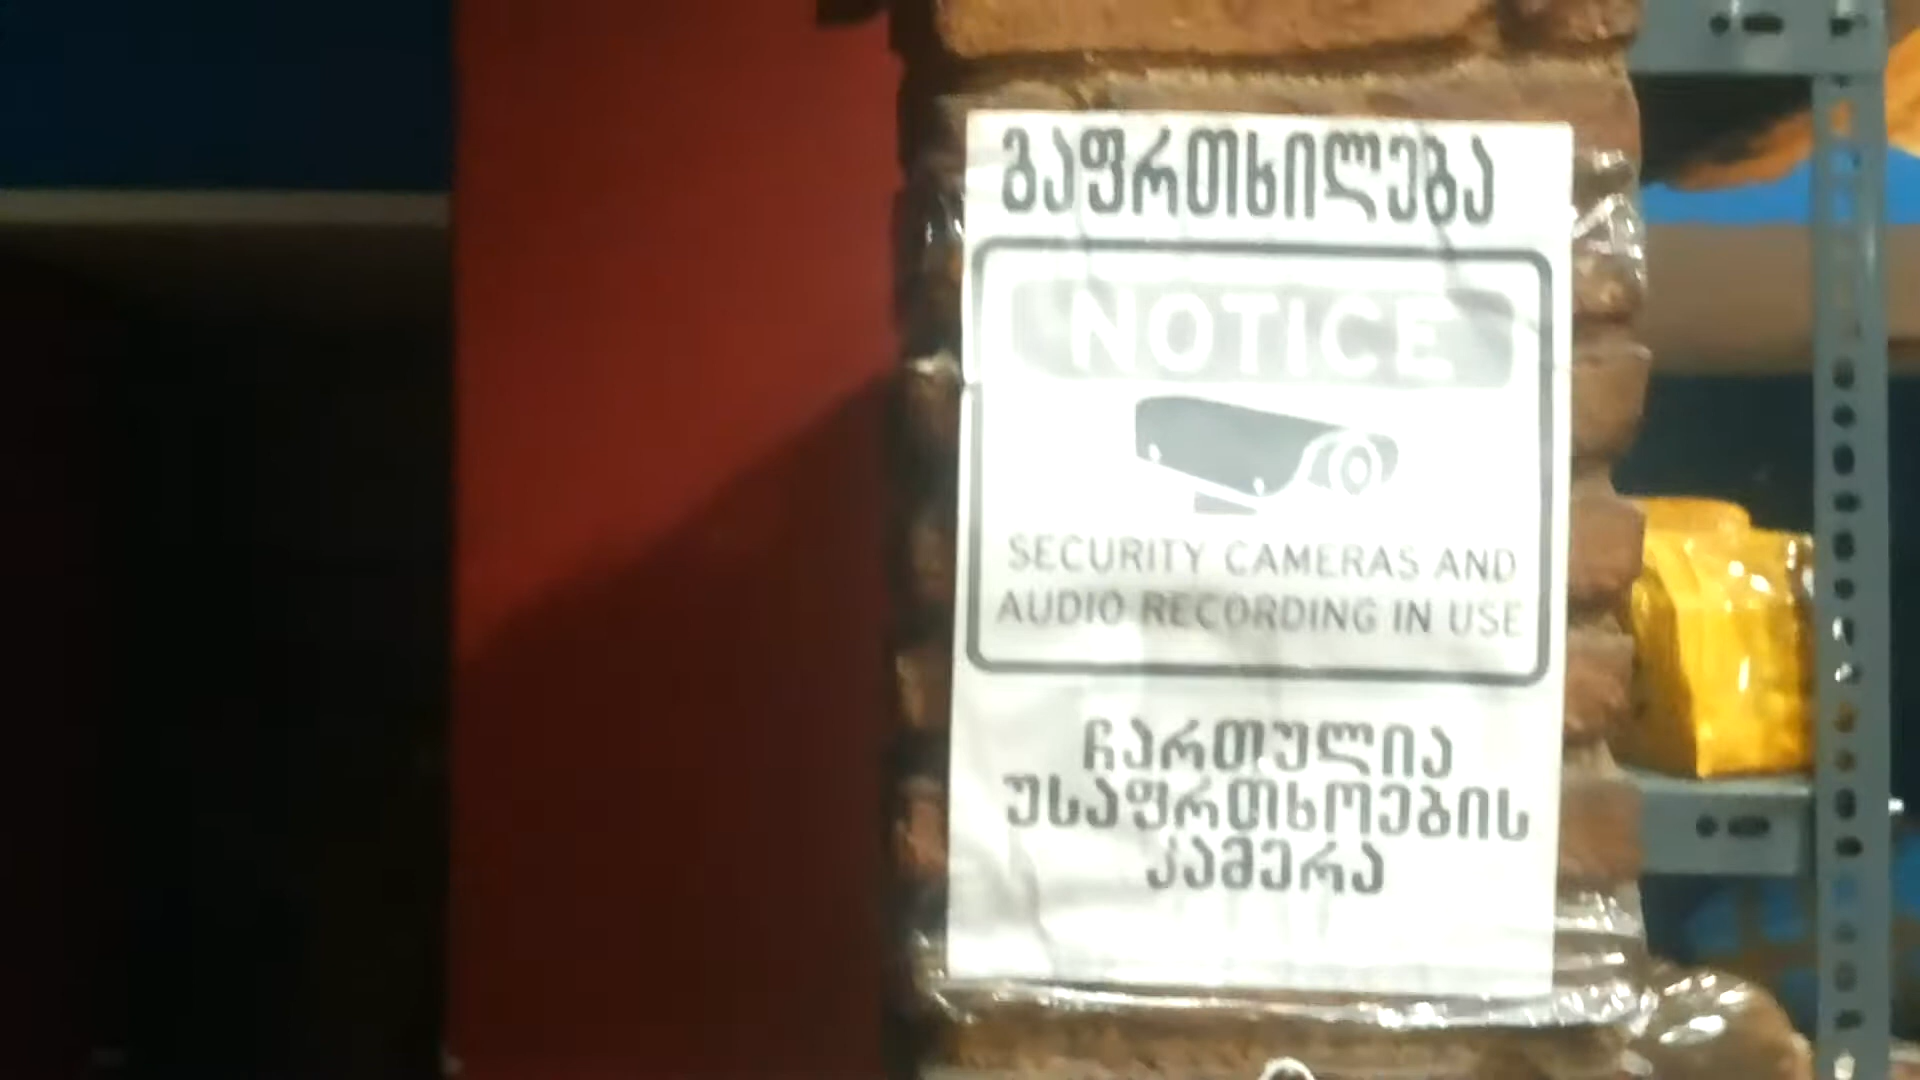 გაფრთხილება
NOTICE
SECURITY CAMERAS AND
AUDIO RECORDING IN USE
ჩართულია
უსაფრთხოების
კამერა